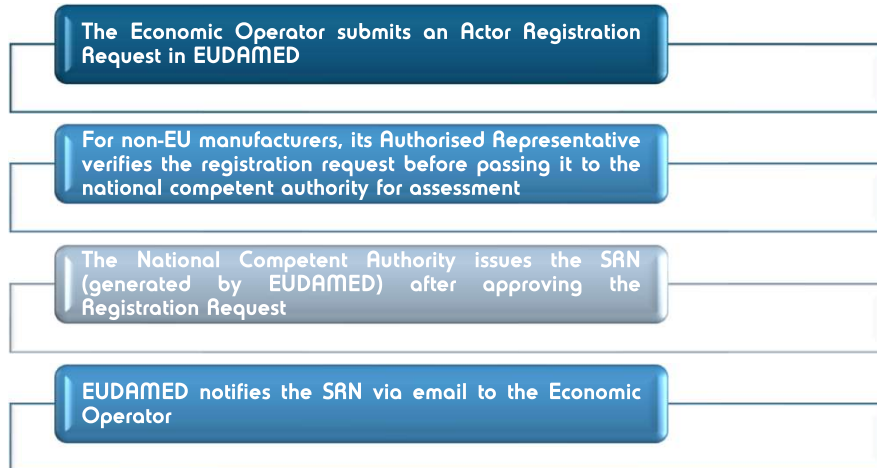 The Economic Operator submits an Actor Registration
Request in EUDAMED
For non-EU manufacturers, its Authorised Representative
verifies the registration request before passing it to the
national competent authority for assessment
The National Competent Authority issues the SRN
(generated by EUDAMED) after approving the
Registration Request
EUDAMED notifies the SRN via email to the Economic
Operator